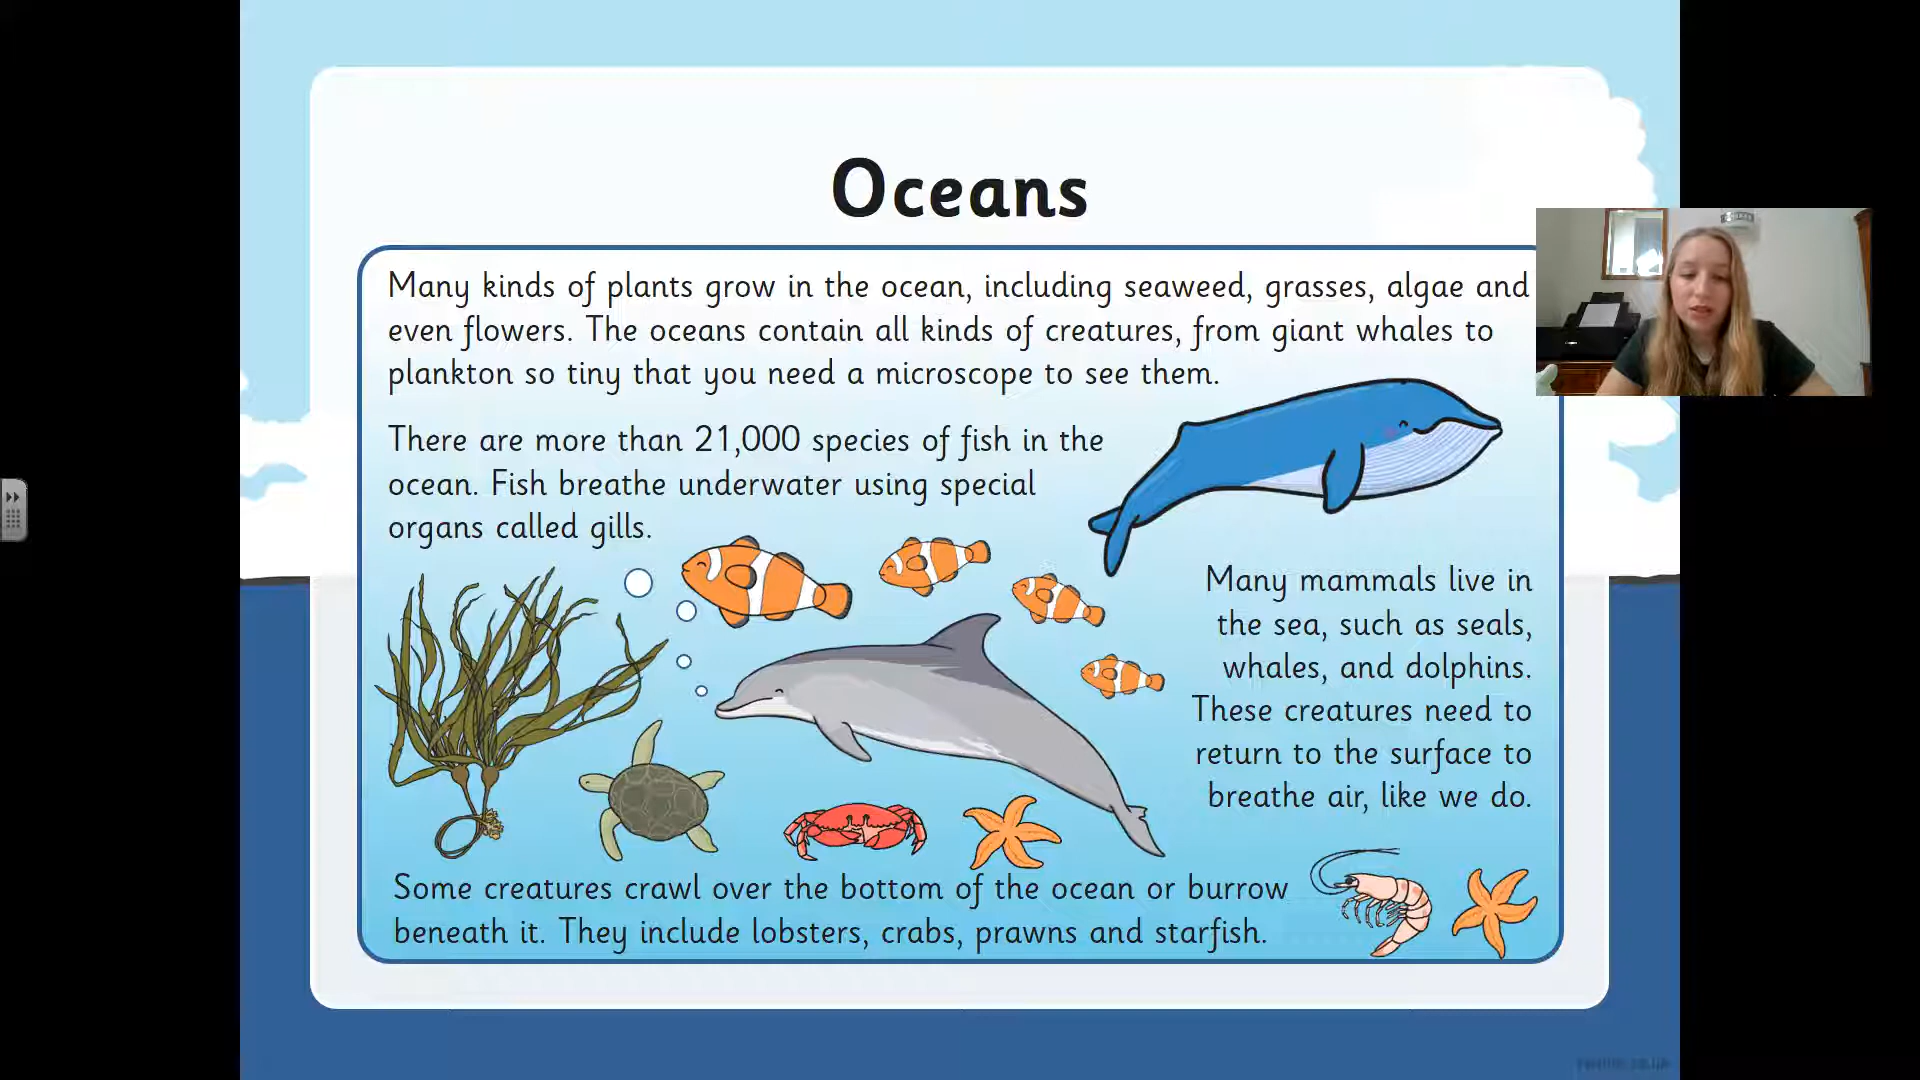 Oceans
Many kinds of plants grow in the ocean, including seaweed, grasses, algae and
even flowers. The oceans contain all kinds of creatures, from giant whales to
plankton so tiny that you need a microscope to see them.
There are more than 21,000 species of fish in the
ocean. Fish breathe underwater using special
organs called gills.
Many mammals live in
the sea, such as seals,
whales, and dolphins.
These creatures need to
return to the surface to
breathe air, like we do.
Some creatures crawl over the bottom of the ocean or burrow
beneath it. They include lobsters, crabs, prawns and starfish.